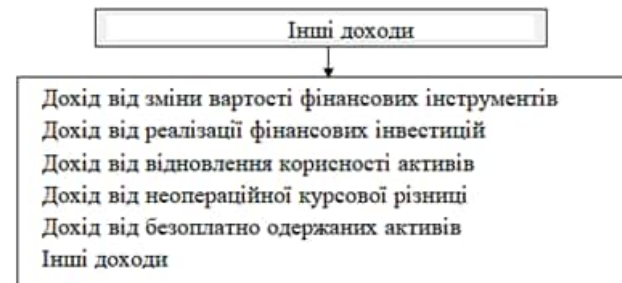 Інші доходи
Дохід від зміни вартості фінансових інструментів
Дохід від реалізації фінансових інвестицій
Дохід від відновлення корисності активів
Дохід від неопераційної курсової різниці
Дохід від безоплатно одержаних активів
Інші доходи